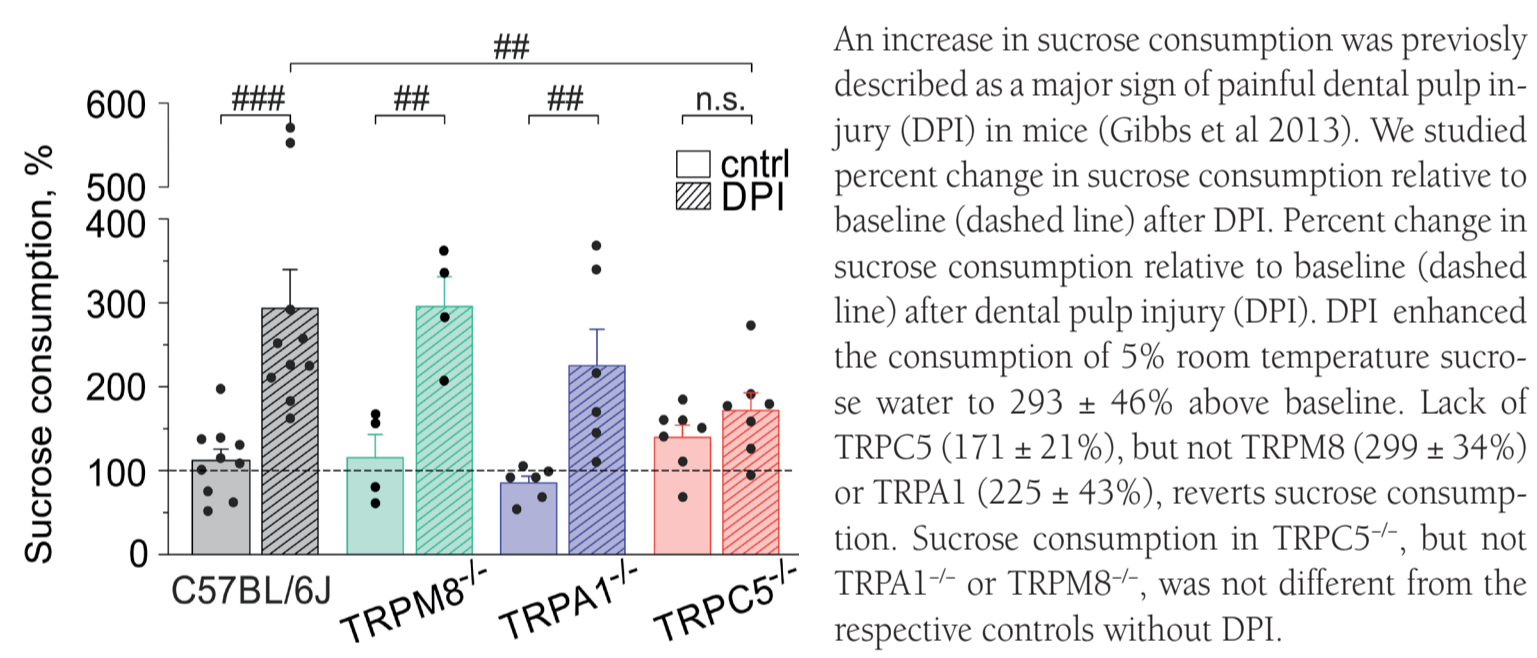 ##
###
##
##
n.s.
600
500
400
300
200
100
0
Sucrose consumption, %
cntrl
DPI
C57BL/6J
TRPM8-/-
TRPA1-/-
TRPC5-/-
An increase in sucrose consumption was previosly
described as a major sign of painful dental pulp in-
jury (DPI) in mice (Gibbs et al 2013). We studied
percent change in sucrose consumption relative to
baseline (dashed line) after DPI. Percent change in
sucrose consumption relative to baseline (dashed
line) after dental pulp injury (DPI). DPI enhanced
the consumption of 5% room temperature sucro-
se water to 293 ± 46% above baseline. Lack of
TRPC5 (171 ± 21%), but not TRPM8 (299 ± 34%)
or TRPA1 (225 ± 43%), reverts sucrose consump-
tion. Sucrose consumption in TRPC5–/–, but not
TRPA1–/– or TRPM8–/–, was not different from the
respective controls without DPI.